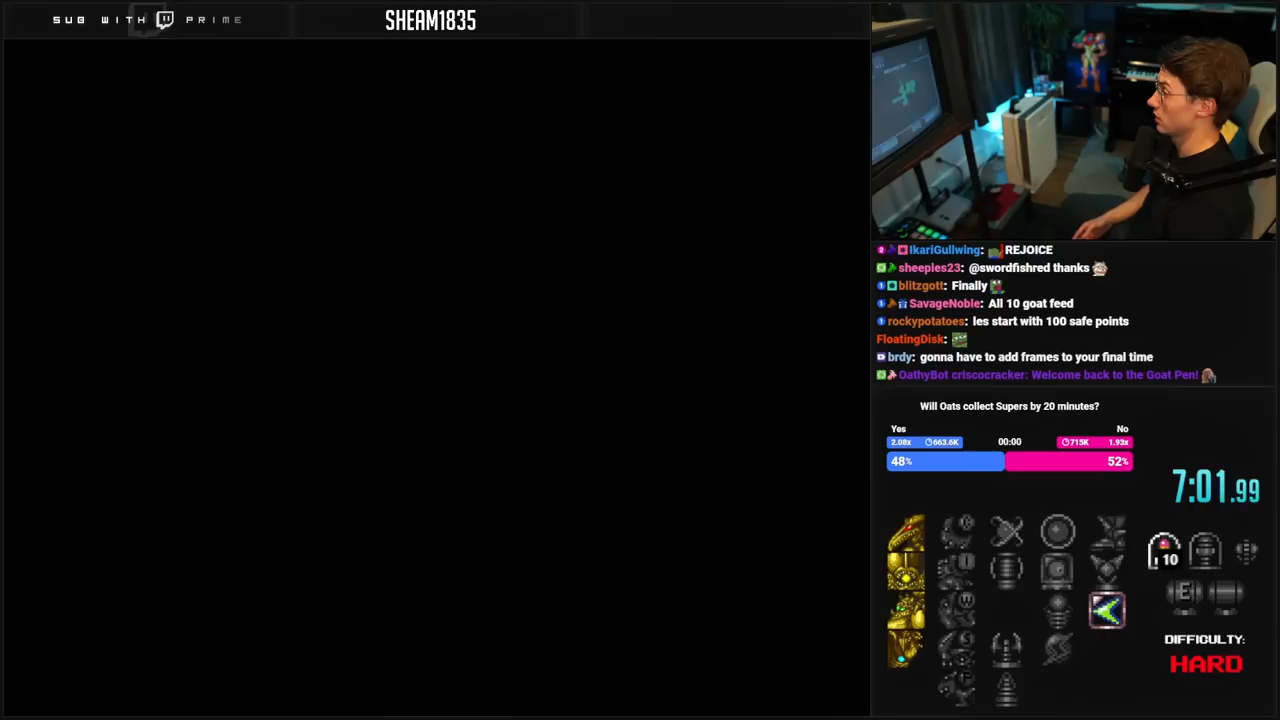 SUB WITH PRIME
SHEAM1835
IkariGullwing: REJOICE
sheeples23: @swordfishred thanks
blitzgott: Finally
SavageNoble: All 10 goat feed
rockypotatoes: les start with 100 safe points
FloatingDisk:
brdy: gonna have to add frames to your final time
OathyBot criscocracker: Welcome back to the Goat Pen!
Will Oats collect Supers by 20 minutes?
Yes No
2.08x 663.6K 00:00 715K 1.93x
48% 52%
7:01.99
10
E
DIFFICULTY:
HARD